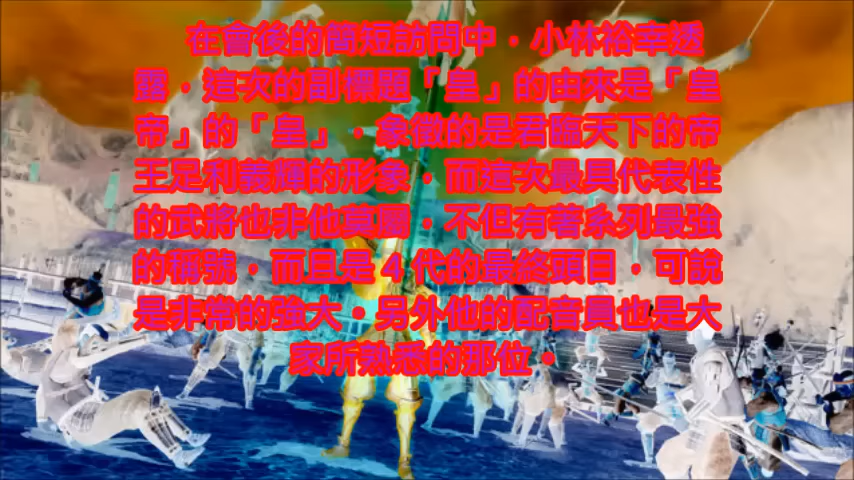 在會後的簡短訪問中，小林裕幸透
露，這次的副標題「皇」的由來是「皇
帝」的「皇」，象徵的是君臨天下的帝
王足利義輝的形象，而這次最具代表性
的武將也非他莫屬，不但有著系列最強
的稱號，而且是 4 代的最終頭目，可說
是非常的強大。另外他的配音員也是大
家所熟悉的那位。